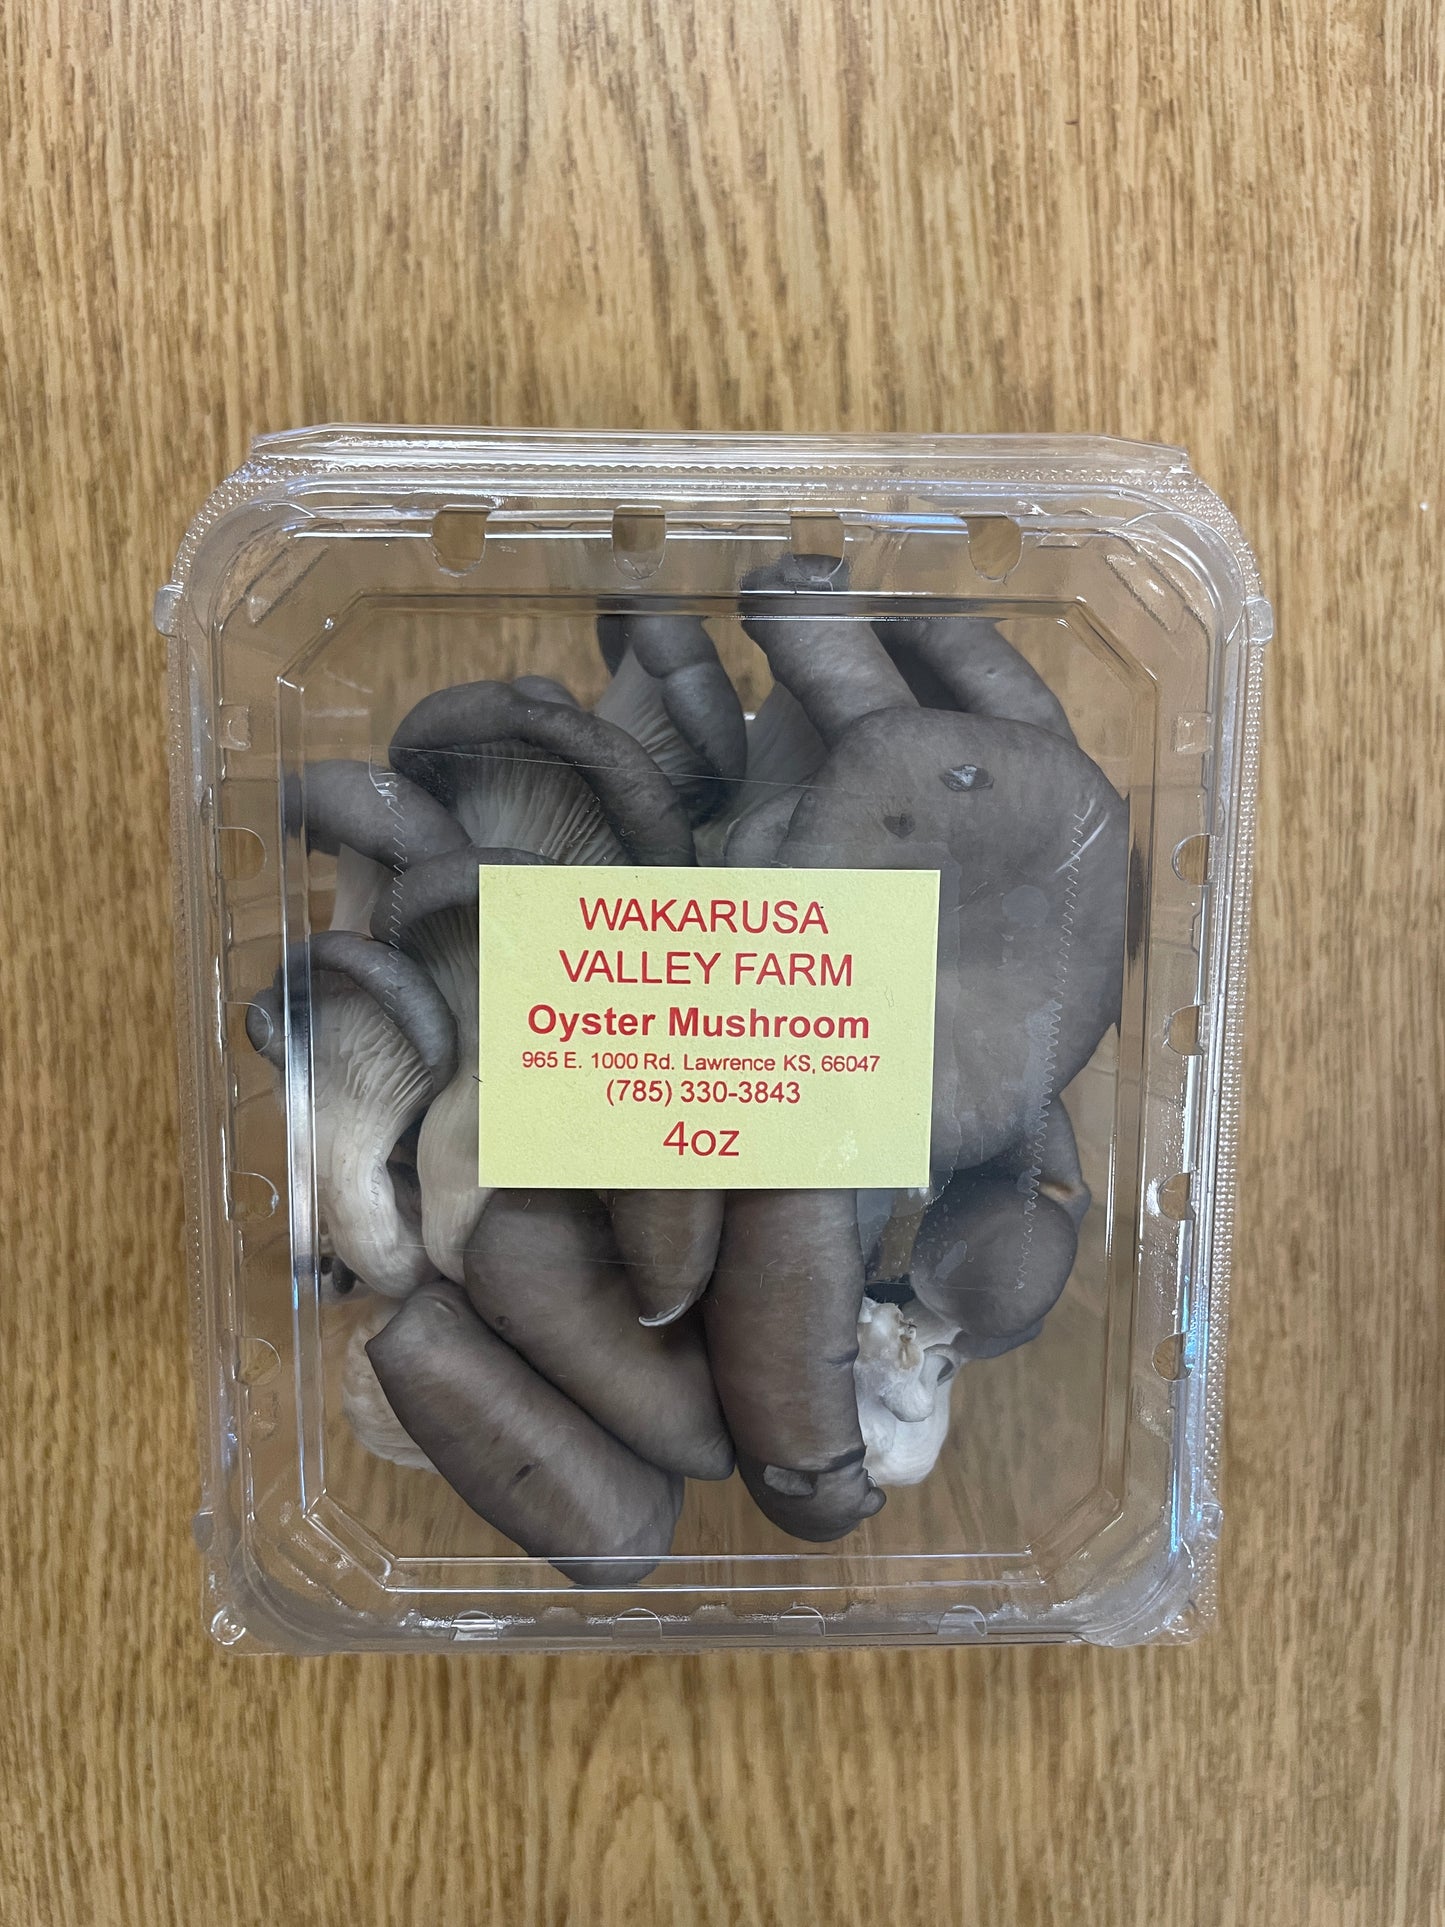 WAKARUSA
VALLEY FARM
Oyster Mushroom
965 E. 1000 Rd. Lawrence KS, 66047
(785) 330-3843
4oz